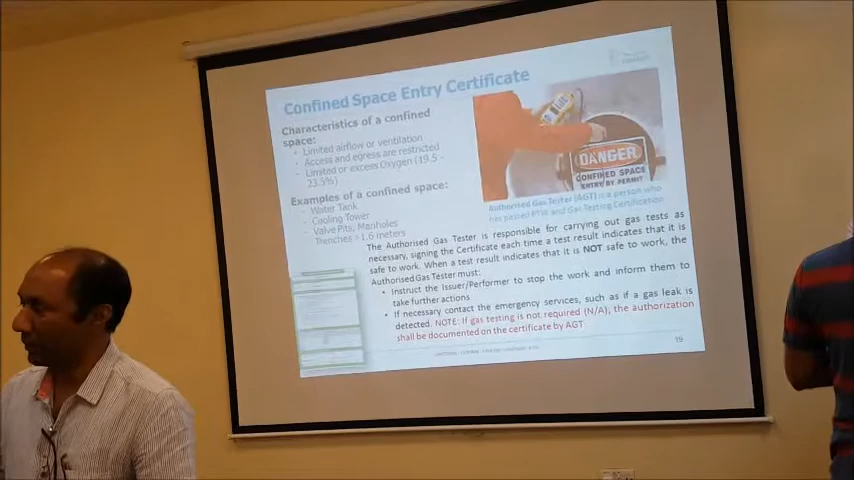 Confined Space Entry Certificate
Characteristics of a confined
space:
- Limited airflow or ventilation
- Access and egress are restricted
- Limited or excess Oxygen (19.5 -
23.5%)
Examples of a confined space:
- Water Tank
- Cooling Tower
- Valve Pits, Manholes
- Trenches > 1.6 meters
DANGER
CONFINED SPACE
ENTRY BY PERMIT
Authorised Gas Tester (AGT) is a person who
has passed PTW and Gas Testing Certification
The Authorised Gas Tester is responsible for carrying out gas tests as
necessary, signing the Certificate each time a test result indicates that it is
safe to work. When a test result indicates that it is NOT safe to work, the
Authorised Gas Tester must:
• Instruct the Issuer/Performer to stop the work and inform them to
take further actions
• If necessary contact the emergency services, such as if a gas leak is
detected. NOTE: If gas testing is not required (N/A), the authorization
shall be documented on the certificate by AGT
19